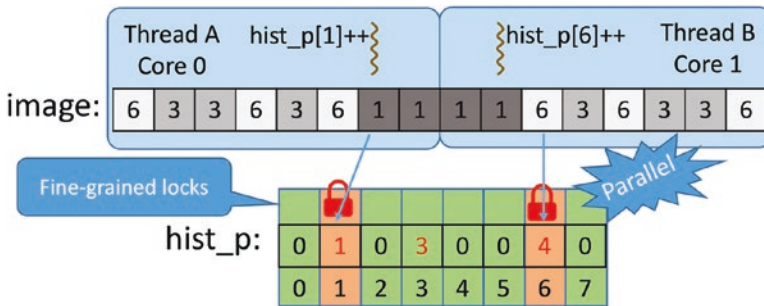 Thread A
Core 0
hist_p[1]++
hist_p[6]++
Thread B
Core 1
image: 6 3 3 6 3 6 1 1 1 1 6 3 6 3 3 6
Fine-grained locks
Parallel
hist_p: 0 1 0 3 0 0 4 0
0 1 2 3 4 5 6 7